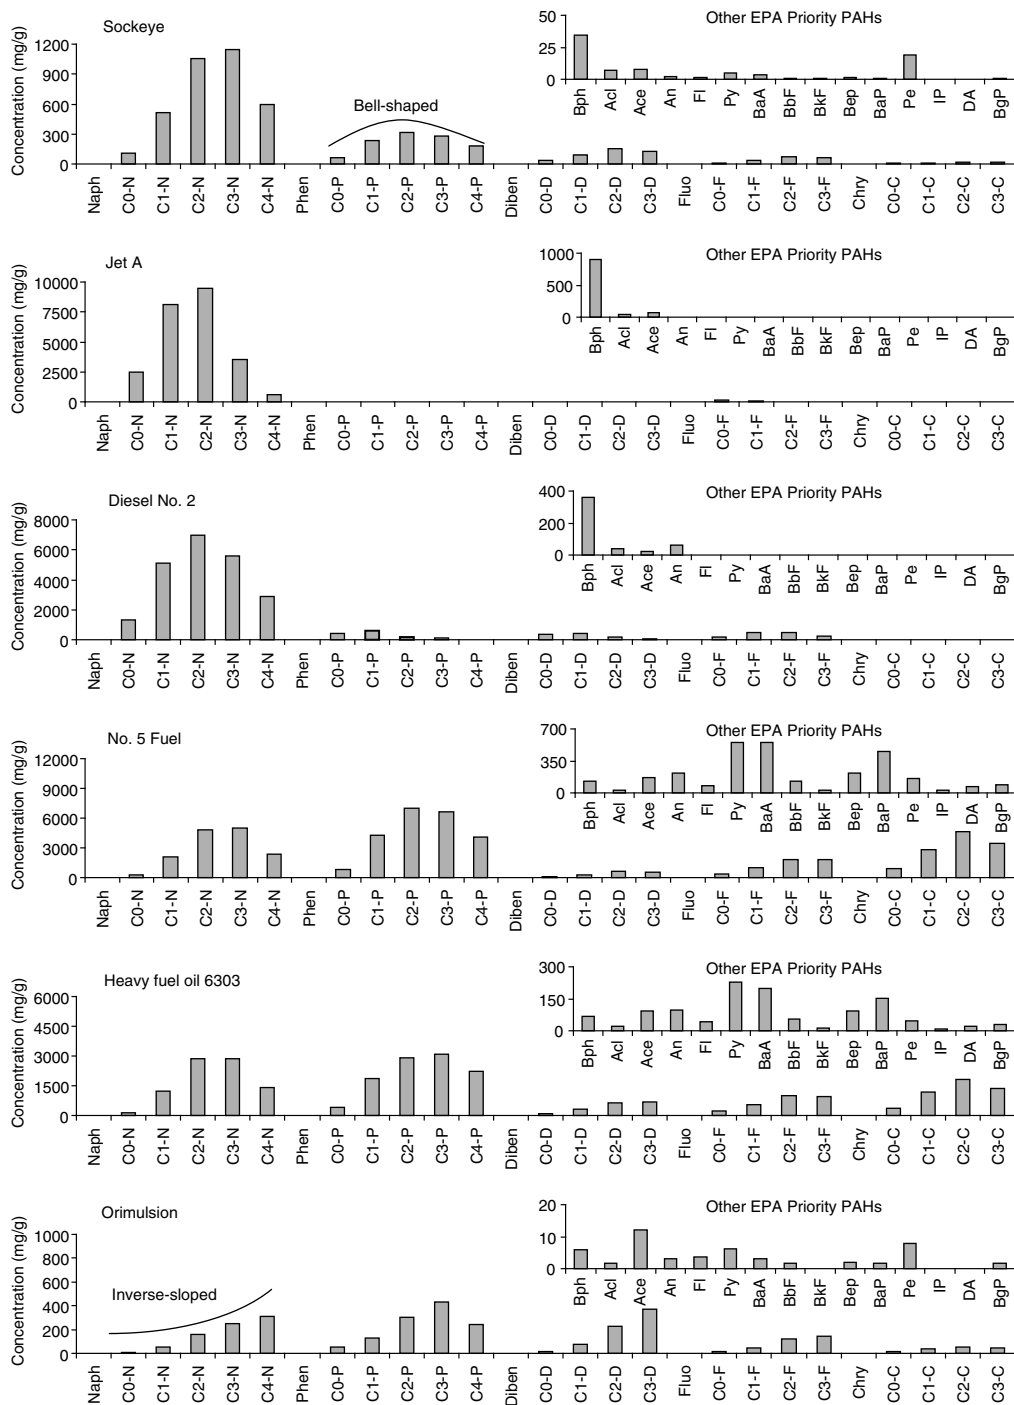 Sockeye
Other EPA Priority PAHs
Concentration (mg/g)
1200
900
600
300
0
50
25
0
Bph Acl Ace An Fl Py BaA BbF BkF Bep BaP Pe IP DA BgP
Bell-shaped
Naph C0-N C1-N C2-N C3-N C4-N Phen C0-P C1-P C2-P C3-P C4-P Diben C0-D C1-D C2-D C3-D Fluo C0-F C1-F C2-F C3-F Chry C0-C C1-C C2-C C3-C
Jet A
Other EPA Priority PAHs
Concentration (mg/g)
10000
7500
5000
2500
0
1000
500
0
Bph Acl Ace An Fl Py BaA BbF BkF Bep BaP Pe IP DA BgP
Naph C0-N C1-N C2-N C3-N C4-N Phen C0-P C1-P C2-P C3-P C4-P Diben C0-D C1-D C2-D C3-D Fluo C0-F C1-F C2-F C3-F Chry C0-C C1-C C2-C C3-C
Diesel No. 2
Other EPA Priority PAHs
Concentration (mg/g)
8000
6000
4000
2000
0
400
200
0
Bph Acl Ace An Fl Py BaA BbF BkF Bep BaP Pe IP DA BgP
Naph C0-N C1-N C2-N C3-N C4-N Phen C0-P C1-P C2-P C3-P C4-P Diben C0-D C1-D C2-D C3-D Fluo C0-F C1-F C2-F C3-F Chry C0-C C1-C C2-C C3-C
No. 5 Fuel
Other EPA Priority PAHs
Concentration (mg/g)
12000
9000
6000
3000
0
700
350
0
Bph Acl Ace An Fl Py BaA BbF BkF Bep BaP Pe IP DA BgP
Naph C0-N C1-N C2-N C3-N C4-N Phen C0-P C1-P C2-P C3-P C4-P Diben C0-D C1-D C2-D C3-D Fluo C0-F C1-F C2-F C3-F Chry C0-C C1-C C2-C C3-C
Heavy fuel oil 6303
Other EPA Priority PAHs
Concentration (mg/g)
6000
4500
3000
1500
0
300
150
0
Bph Acl Ace An Fl Py BaA BbF BkF Bep BaP Pe IP DA BgP
Naph C0-N C1-N C2-N C3-N C4-N Phen C0-P C1-P C2-P C3-P C4-P Diben C0-D C1-D C2-D C3-D Fluo C0-F C1-F C2-F C3-F Chry C0-C C1-C C2-C C3-C
Orimulsion
Other EPA Priority PAHs
Concentration (mg/g)
1000
800
600
400
200
0
20
10
0
Bph Acl Ace An Fl Py BaA BbF BkF Bep BaP Pe IP DA BgP
Inverse-sloped
Naph C0-N C1-N C2-N C3-N C4-N Phen C0-P C1-P C2-P C3-P C4-P Diben C0-D C1-D C2-D C3-D Fluo C0-F C1-F C2-F C3-F Chry C0-C C1-C C2-C C3-C